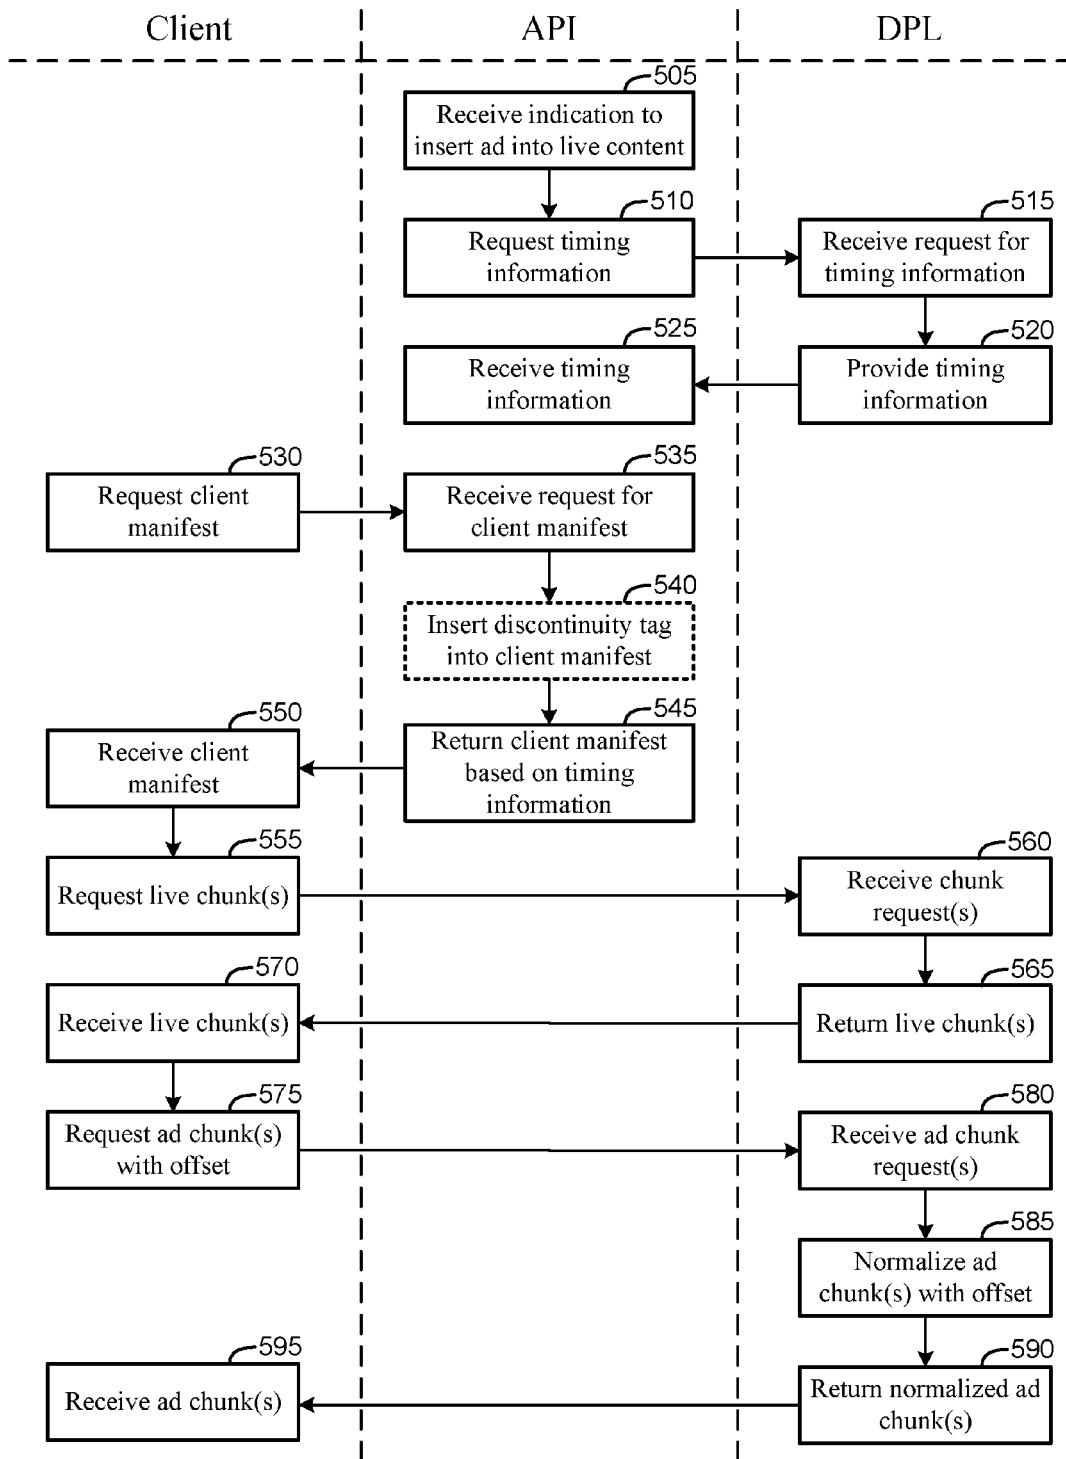 Client
API
DPL
505
Receive indication to
insert ad into live content
510
Request timing
information
515
Receive request for
timing information
525
Receive timing
information
520
Provide timing
information
530
Request client
manifest
535
Receive request for
client manifest
540
Insert discontinuity tag
into client manifest
550
Receive client
manifest
545
Return client manifest
based on timing
information
555
Request live chunk(s)
560
Receive chunk
request(s)
570
Receive live chunk(s)
565
Return live chunk(s)
575
Request ad chunk(s)
with offset
580
Receive ad chunk
request(s)
585
Normalize ad
chunk(s) with offset
595
Receive ad chunk(s)
590
Return normalized ad
chunk(s)